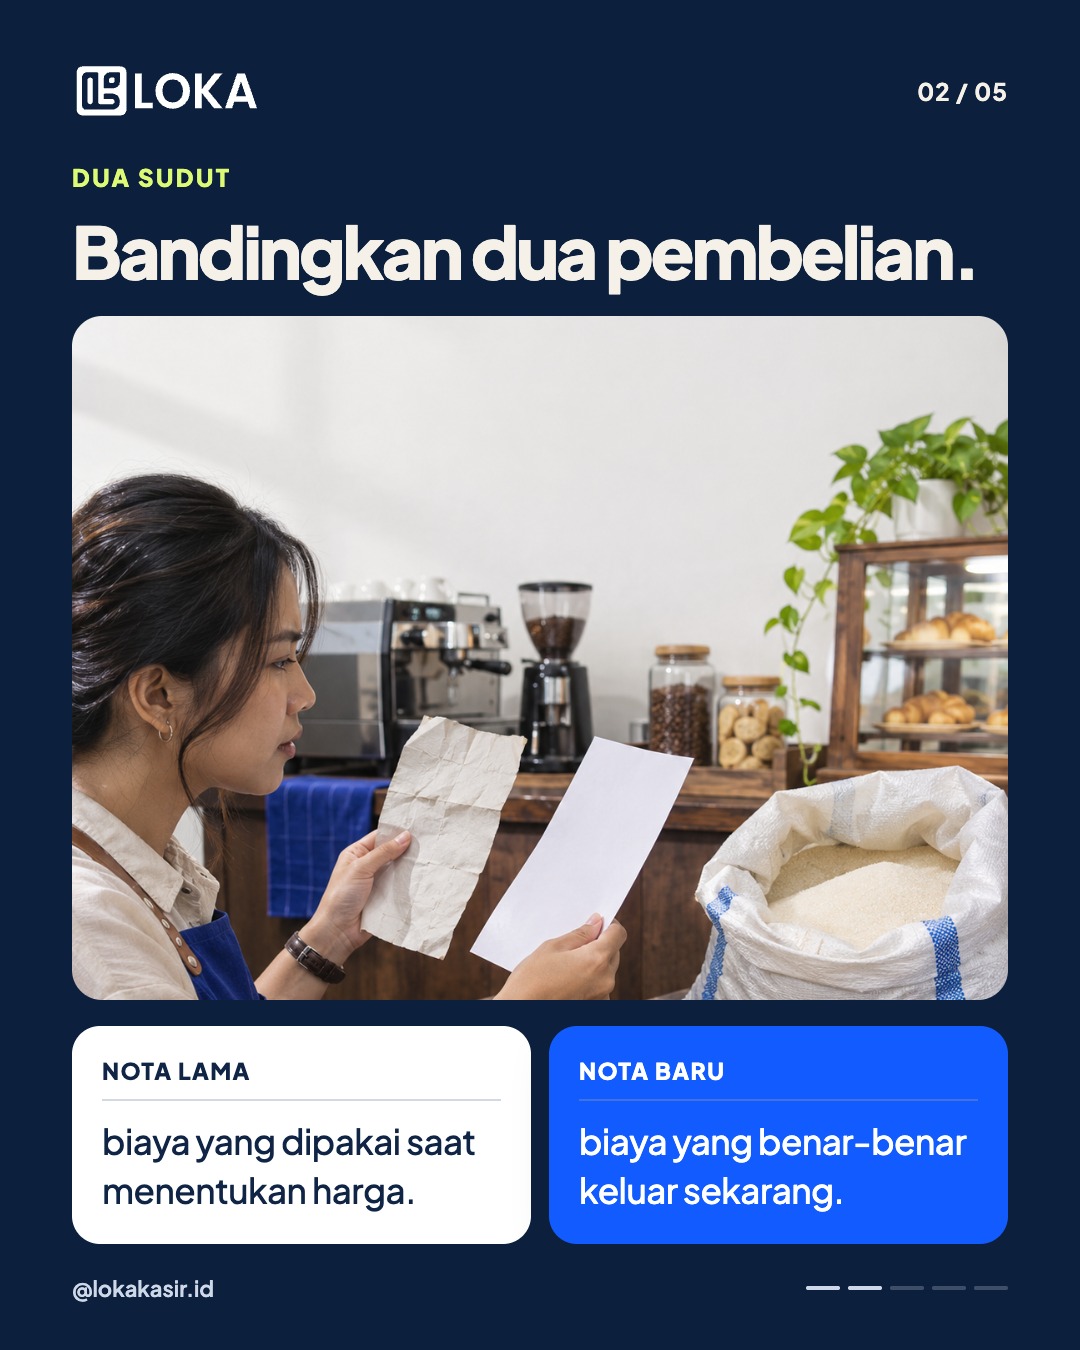 LOKA
02 / 05
DUA SUDUT
Bandingkan dua pembelian.
NOTA LAMA
biaya yang dipakai saat
menentukan harga.
NOTA BARU
biaya yang benar-benar
keluar sekarang.
@lokakasir.id